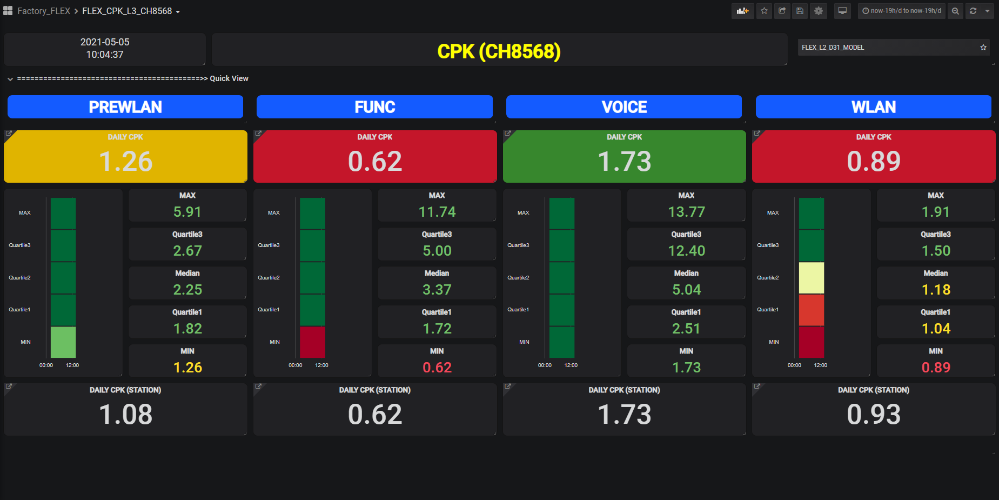 Factory_FLEX > FLEX_CPK_L3_CH8568
now-19h/d to now-19h/d
2021-05-05
10:04:37
CPK (CH8568)
FLEX_L2_D31_MODEL
==========================================>> Quick View
PREWLAN
FUNC
VOICE
WLAN
DAILY CPK
1.26
DAILY CPK
0.62
DAILY CPK
1.73
DAILY CPK
0.89
MAX
Quartile3
Quartile2
Quartile1
MIN
00:00 12:00
MAX
5.91
Quartile3
2.67
Median
2.25
Quartile1
1.82
MIN
1.26
MAX
Quartile3
Quartile2
Quartile1
MIN
00:00 12:00
MAX
11.74
Quartile3
5.00
Median
3.37
Quartile1
1.72
MIN
0.62
MAX
Quartile3
Quartile2
Quartile1
MIN
00:00 12:00
MAX
13.77
Quartile3
12.40
Median
5.04
Quartile1
2.51
MIN
1.73
MAX
Quartile3
Quartile2
Quartile1
MIN
00:00 12:00
MAX
1.91
Quartile3
1.50
Median
1.18
Quartile1
1.04
MIN
0.89
DAILY CPK (STATION)
1.08
DAILY CPK (STATION)
0.62
DAILY CPK (STATION)
1.73
DAILY CPK (STATION)
0.93